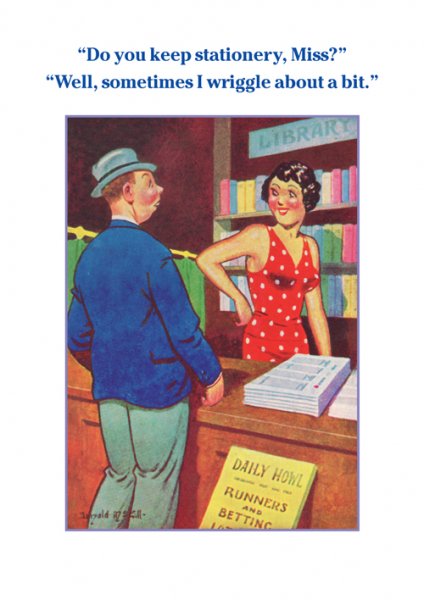 “Do you keep stationery, Miss?”
“Well, sometimes I wriggle about a bit.”
LIBRARY
DAILY HOWL
RUNNERS
AND
BETTING